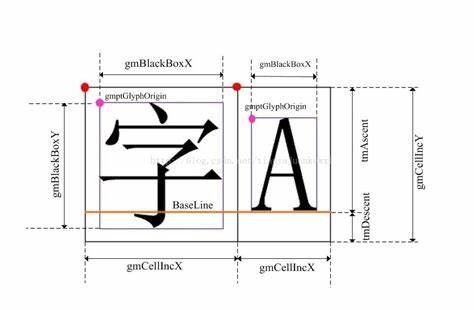 gmBlackBoxX
gmBlackBoxX
gmptGlyphOrigin
gmptGlyphOrigin
字
A
gmBlackBoxY
BaseLine
tmAscent
tmDescent
gmCellIncY
gmCellIncX
gmCellIncX